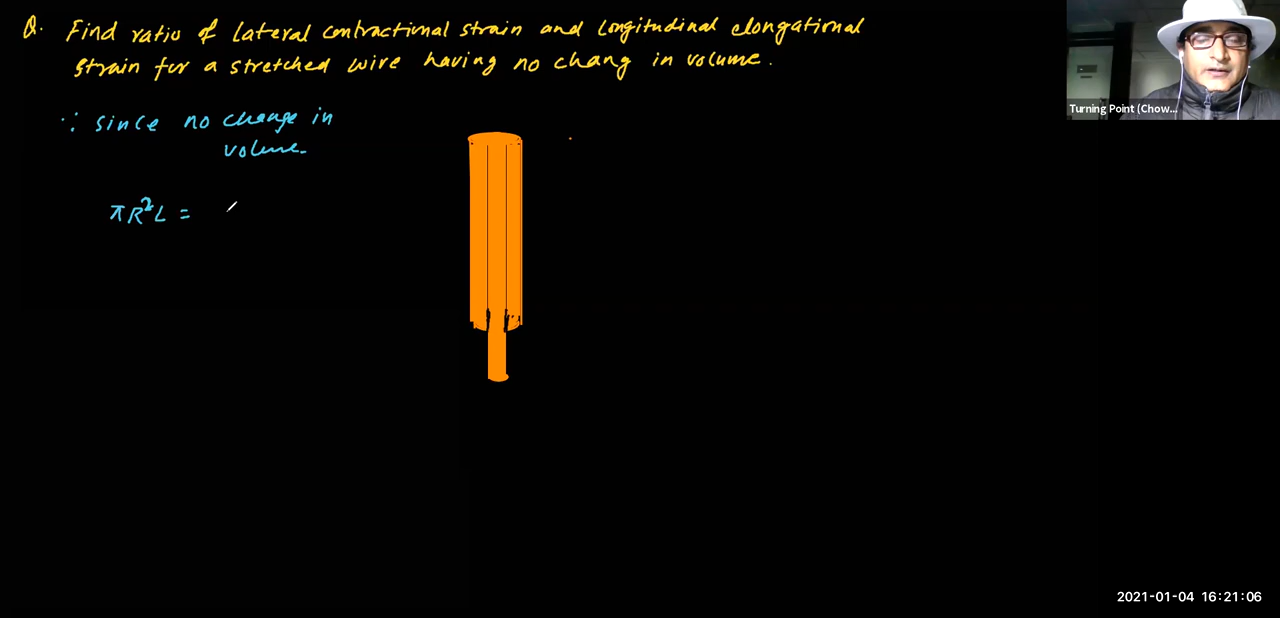 Q. Find ratio of lateral contractional strain and longitudinal elongational
strain for a stretched wire having no chang in volume.
∵ since no change in
volume.
πR²L =
Turning Point (Chow...
2021-01-04 16:21:06